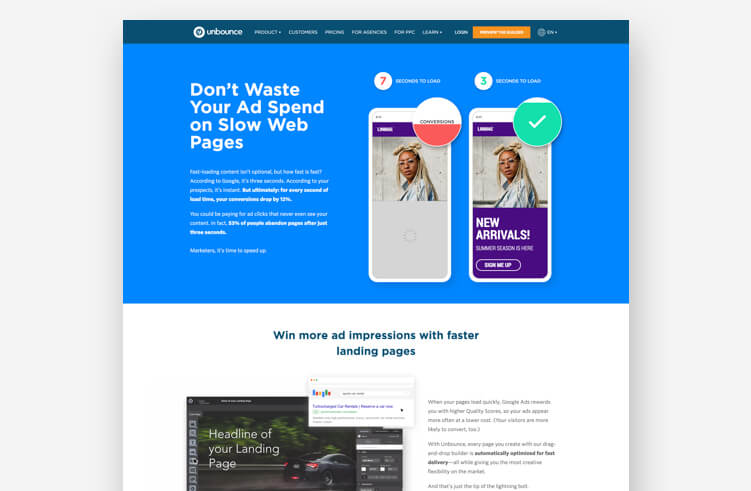 unbounce PRODUCT CUSTOMERS PRICING FOR AGENCIES FOR PPC LEARN LOGIN PREVIEW THE BUILDER EN
7 SECONDS TO LOAD 3 SECONDS TO LOAD
Don't Waste
Your Ad Spend
on Slow Web
Pages
CONVERSIONS
Fast-loading content isn't optional, but how fast is fast?
According to Google, it's three seconds. According to your
prospects, it's instant. But ultimately: for every second of
load time, your conversions drop by 12%.
You could be paying for ad clicks that never even see your
content. In fact, 53% of people abandon pages after just
three seconds.
Marketers, it's time to speed up.
NEW
ARRIVALS!
SUMMER SEASON IS HERE
SIGN ME UP
Win more ad impressions with faster
landing pages
Google
Turbocharged Car Rentals | Reserve a car now
Headline of
your Landing
Page
When your pages load quickly, Google Ads rewards
you with higher Quality Scores, so your ads appear
more often at a lower cost. (Your visitors are more
likely to convert, too.)
With Unbounce, every page you create with our drag-
and-drop builder is automatically optimized for fast
delivery—all while giving you the most creative
flexibility on the market.
And that's just the tip of the lightning bolt.